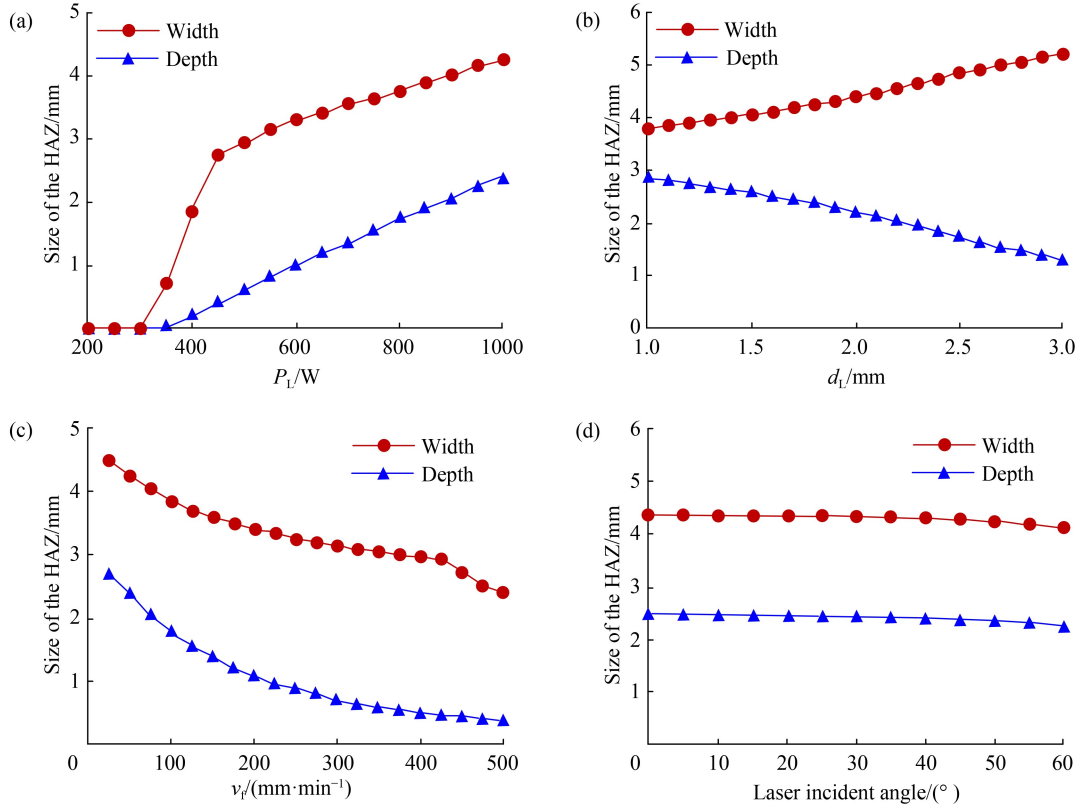 (a)
Width
Depth
Size of the HAZ/mm
5
4
3
2
1
200 400 600 800 1000
P_L/W
(b)
Width
Depth
Size of the HAZ/mm
6
5
4
3
2
1
0
1.0 1.5 2.0 2.5 3.0
d_L/mm
(c)
Width
Depth
Size of the HAZ/mm
5
4
3
2
1
0 100 200 300 400 500
v_f/(mm·min⁻¹)
(d)
Width
Depth
Size of the HAZ/mm
6
5
4
3
2
1
0 10 20 30 40 50 60
Laser incident angle/(° )